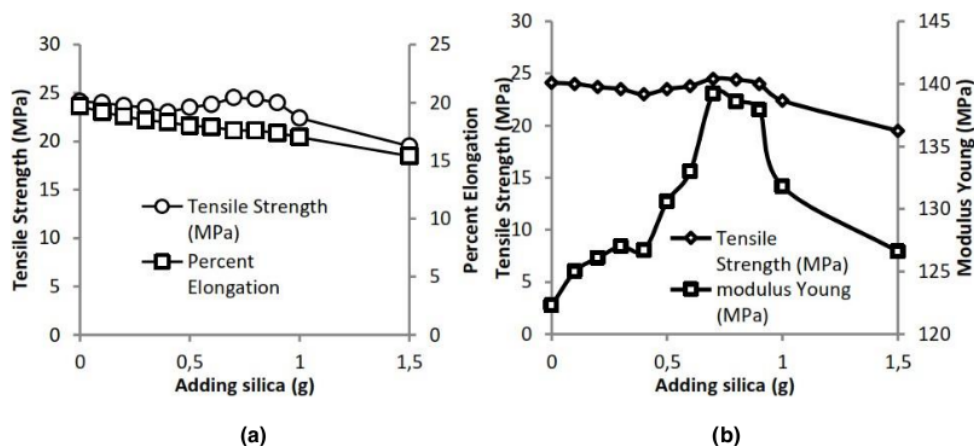 30
25
20
15
10
5
0
Tensile Strength (MPa)
25
20
15
10
5
0
Percent Elongation
Tensile Strength
(MPa)
Percent
Elongation
0
0,5
1
1,5
Adding silica (g)
(a)
30
25
20
15
10
5
0
Tensile Strength (MPa)
145
140
135
130
125
120
Modulus Young (MPa)
Tensile
Strength (MPa)
modulus Young
(MPa)
0
0,5
1
1,5
Adding silica (g)
(b)